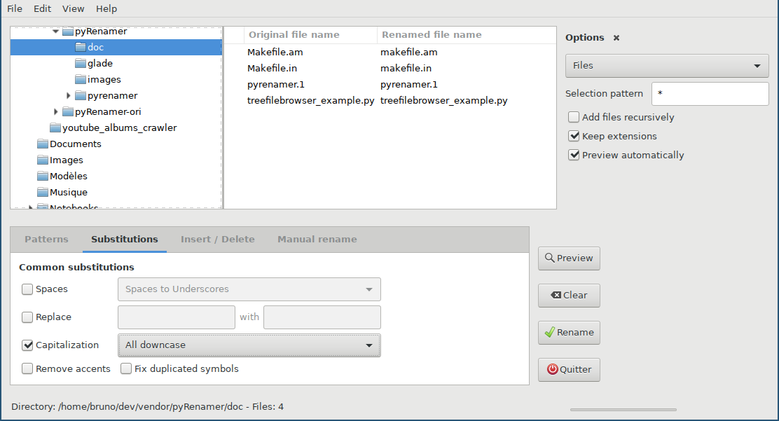 File Edit View Help
pyRenamer
doc
glade
images
pyrenamer
pyRenamer-ori
youtube_albums_crawler
Documents
Images
Modèles
Musique
Notebooks
Original file name Renamed file name
Makefile.am makefile.am
Makefile.in makefile.in
pyrenamer.1 pyrenamer.1
treefilebrowser_example.py treefilebrowser_example.py
Options
Files
Selection pattern *
Add files recursively
Keep extensions
Preview automatically
Patterns Substitutions Insert / Delete Manual rename
Common substitutions
Spaces Spaces to Underscores
Replace with
Capitalization All downcase
Remove accents Fix duplicated symbols
Preview
Clear
Rename
Quitter
Directory: /home/bruno/dev/vendor/pyRenamer/doc - Files: 4